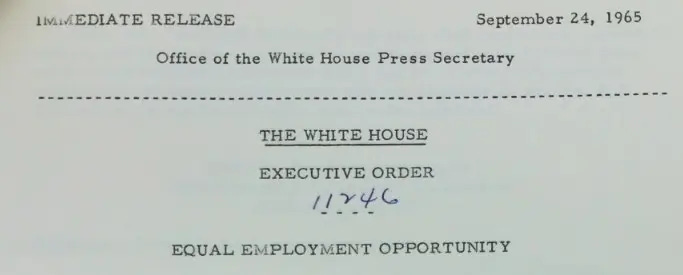 IMMEDIATE RELEASE September 24, 1965
Office of the White House Press Secretary
THE WHITE HOUSE
EXECUTIVE ORDER
11246
EQUAL EMPLOYMENT OPPORTUNITY